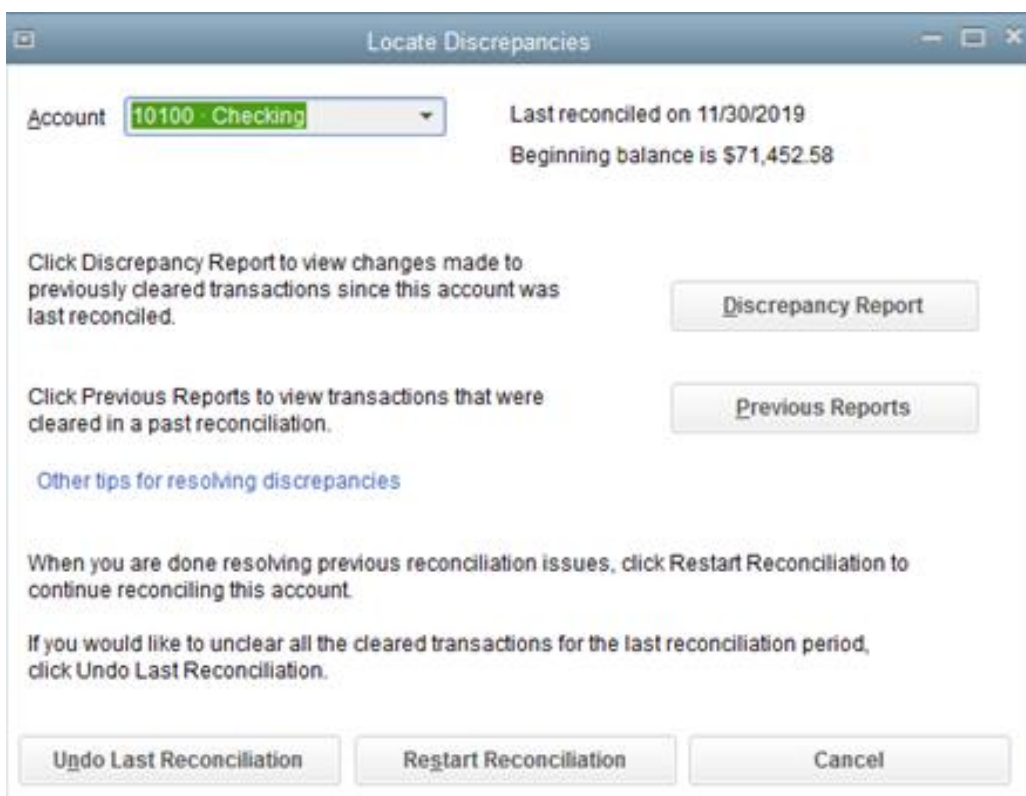 Locate Discrepancies
Account 10100 · Checking
Last reconciled on 11/30/2019
Beginning balance is $71,452.58
Click Discrepancy Report to view changes made to
previously cleared transactions since this account was
last reconciled.
Discrepancy Report
Click Previous Reports to view transactions that were
cleared in a past reconciliation.
Previous Reports
Other tips for resolving discrepancies
When you are done resolving previous reconciliation issues, click Restart Reconciliation to
continue reconciling this account.
If you would like to unclear all the cleared transactions for the last reconciliation period,
click Undo Last Reconciliation.
Undo Last Reconciliation
Restart Reconciliation
Cancel